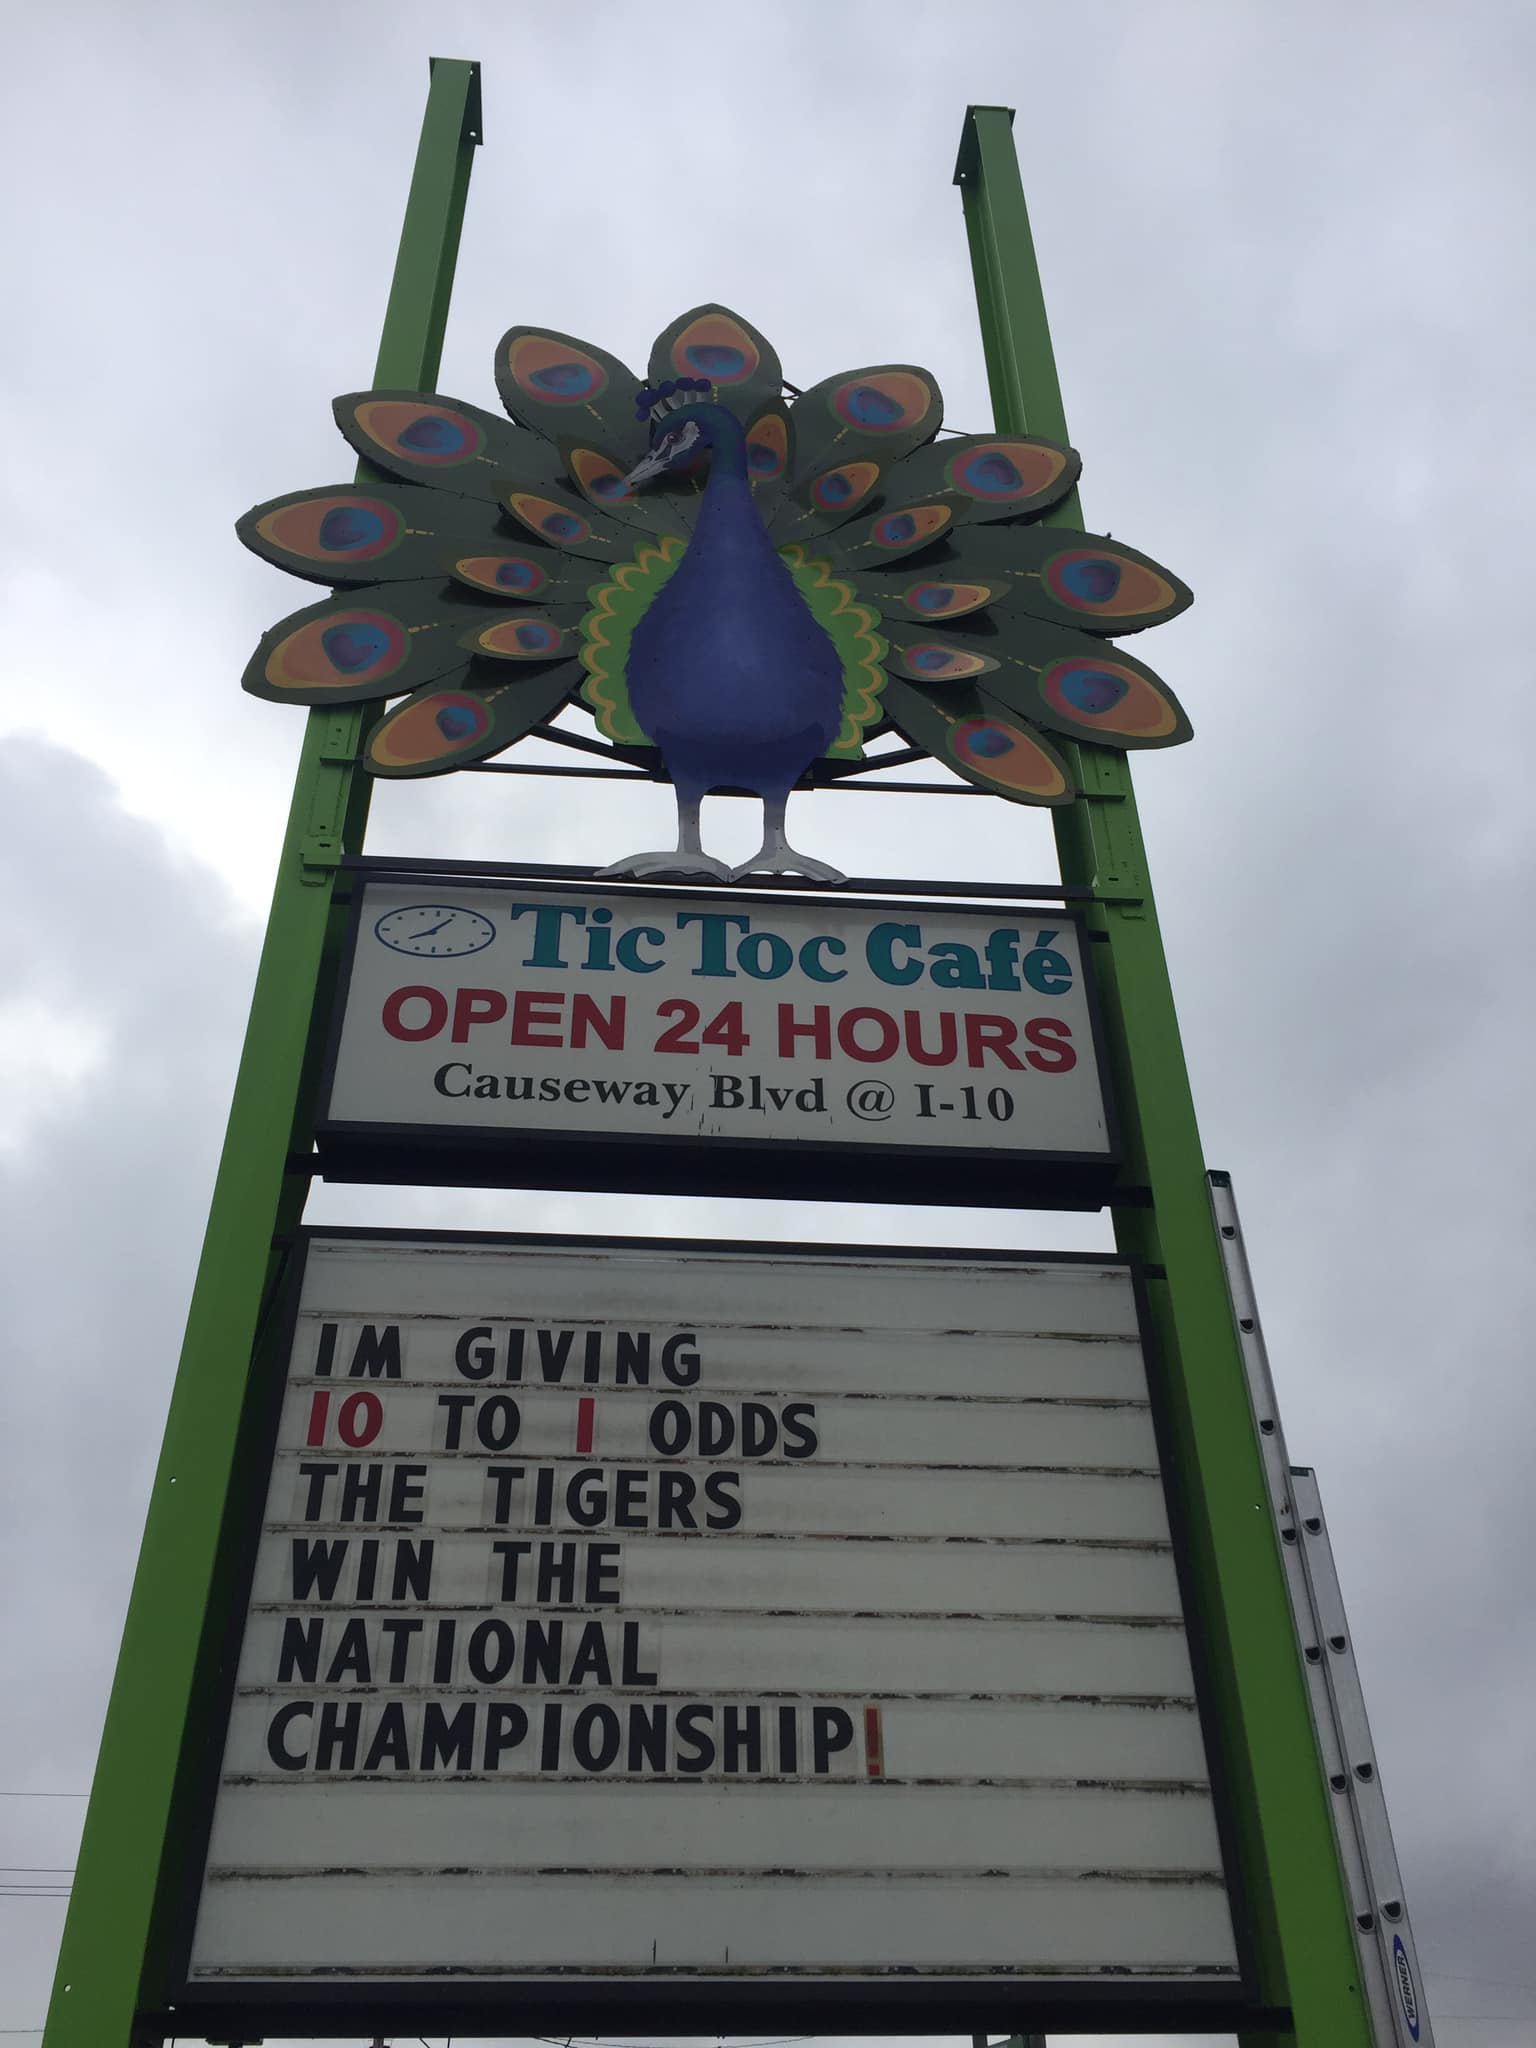 Tic Toc Café
OPEN 24 HOURS
Causeway Blvd @ I-10
IM GIVING
10 TO 1 ODDS
THE TIGERS
WIN THE
NATIONAL
CHAMPIONSHIP!
WERNER